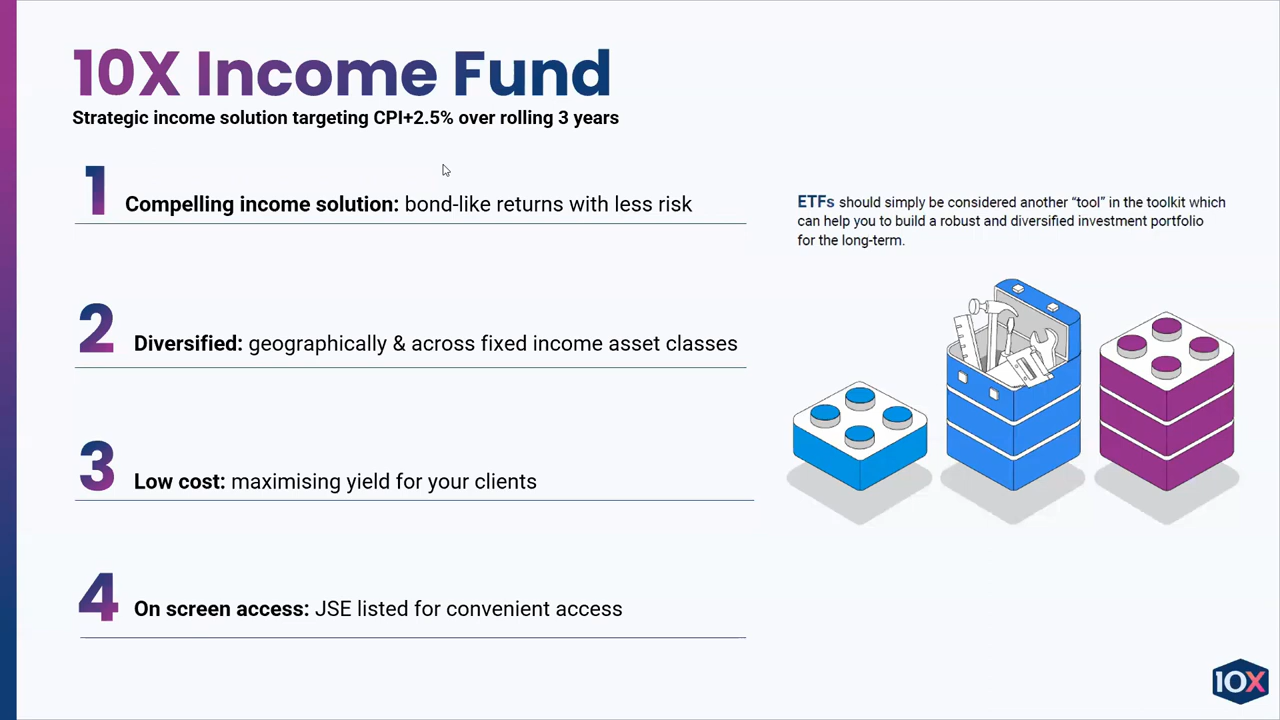 10X Income Fund
Strategic income solution targeting CPI+2.5% over rolling 3 years
1 Compelling income solution: bond-like returns with less risk
2 Diversified: geographically & across fixed income asset classes
3 Low cost: maximising yield for your clients
4 On screen access: JSE listed for convenient access
ETFs should simply be considered another “tool” in the toolkit which
can help you to build a robust and diversified investment portfolio
for the long-term.
10X